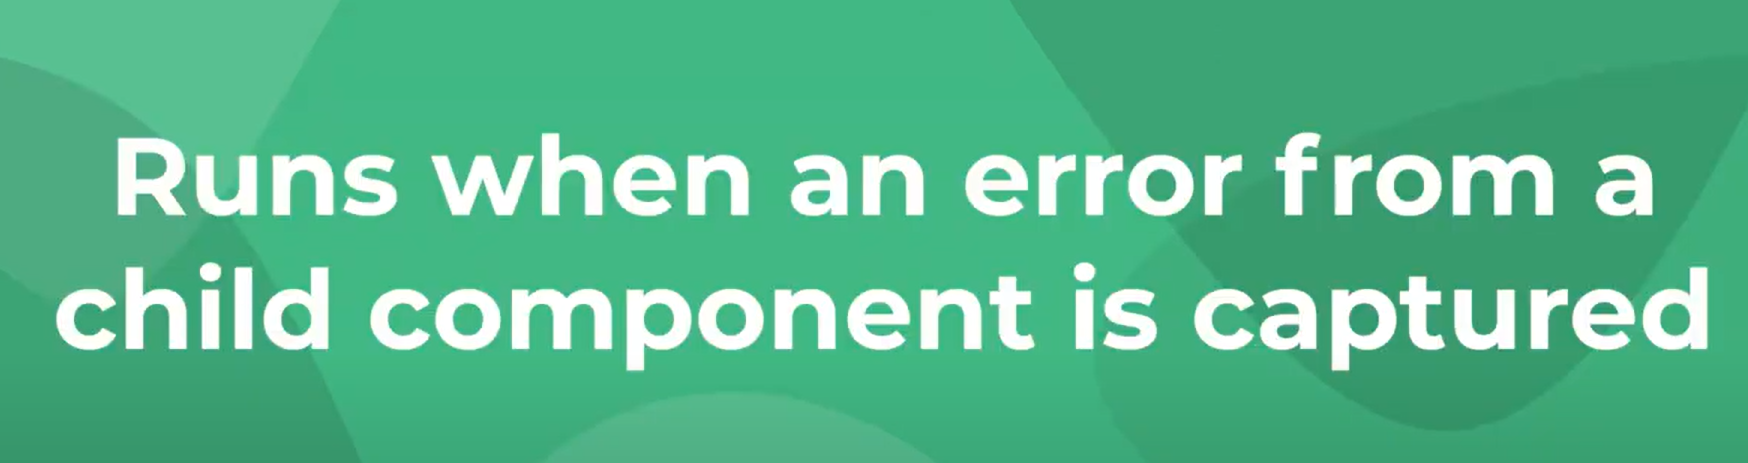 Runs when an error from a
child component is captured